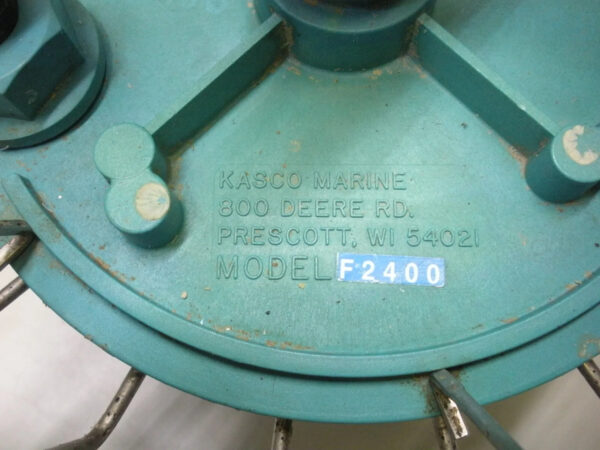 KASCO MARINE
800 DEERE RD.
PRESCOTT, WI 54021
MODEL F2400